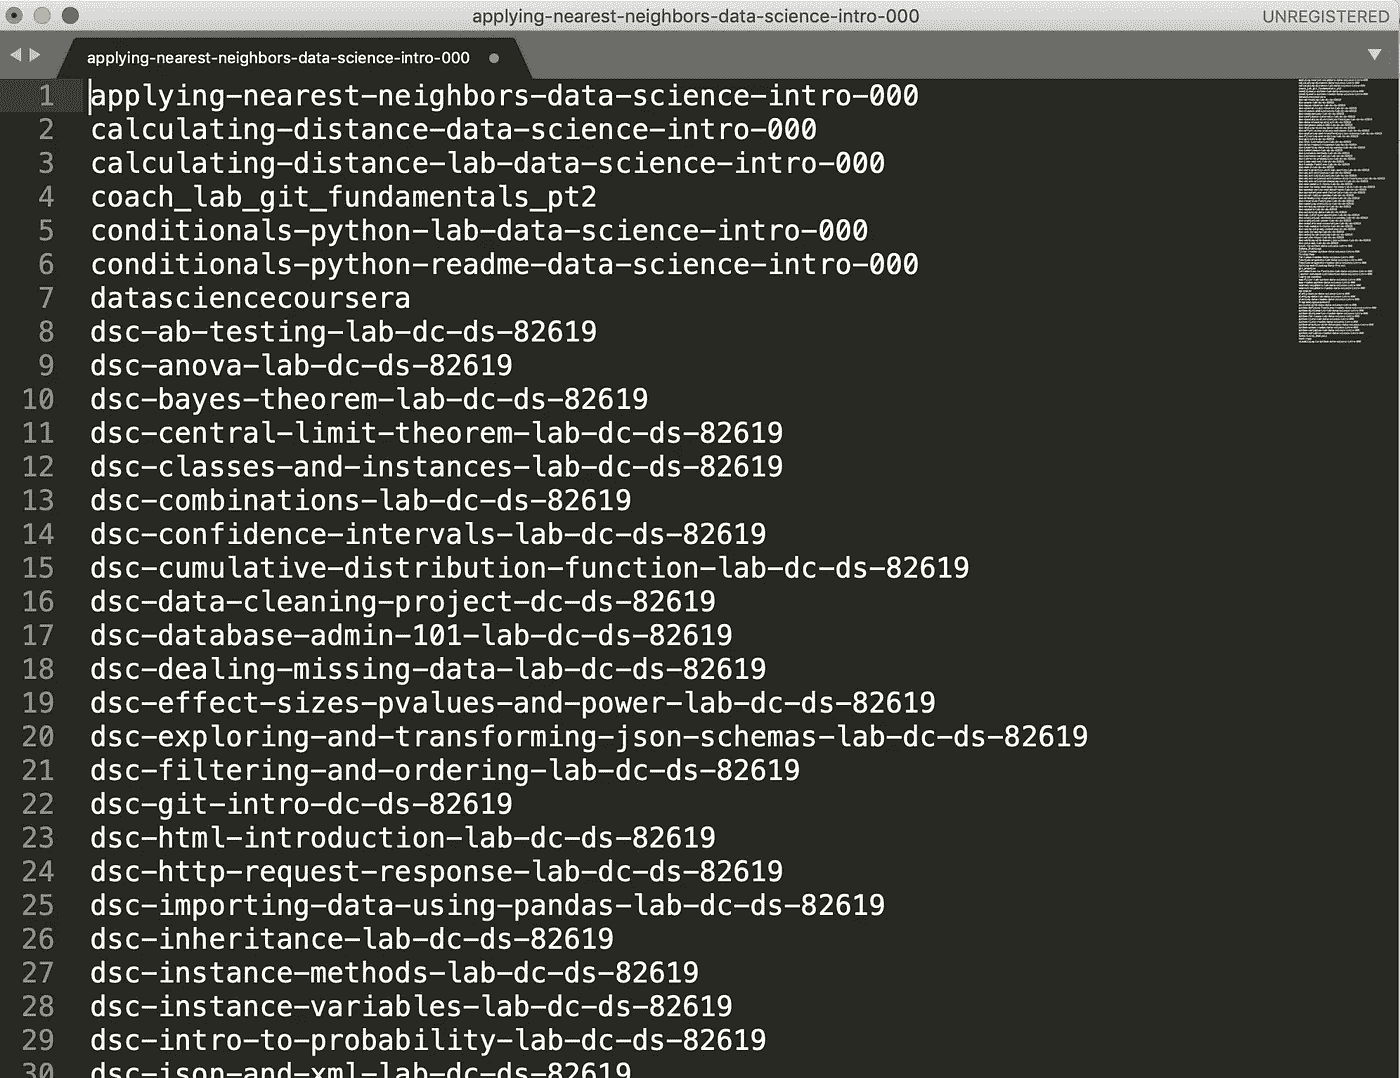 applying-nearest-neighbors-data-science-intro-000
UNREGISTERED
applying-nearest-neighbors-data-science-intro-000
1 applying-nearest-neighbors-data-science-intro-000
2 calculating-distance-data-science-intro-000
3 calculating-distance-lab-data-science-intro-000
4 coach_lab_git_fundamentals_pt2
5 conditionals-python-lab-data-science-intro-000
6 conditionals-python-readme-data-science-intro-000
7 datasciencecoursera
8 dsc-ab-testing-lab-dc-ds-82619
9 dsc-anova-lab-dc-ds-82619
10 dsc-bayes-theorem-lab-dc-ds-82619
11 dsc-central-limit-theorem-lab-dc-ds-82619
12 dsc-classes-and-instances-lab-dc-ds-82619
13 dsc-combinations-lab-dc-ds-82619
14 dsc-confidence-intervals-lab-dc-ds-82619
15 dsc-cumulative-distribution-function-lab-dc-ds-82619
16 dsc-data-cleaning-project-dc-ds-82619
17 dsc-database-admin-101-lab-dc-ds-82619
18 dsc-dealing-missing-data-lab-dc-ds-82619
19 dsc-effect-sizes-pvalues-and-power-lab-dc-ds-82619
20 dsc-exploring-and-transforming-json-schemas-lab-dc-ds-82619
21 dsc-filtering-and-ordering-lab-dc-ds-82619
22 dsc-git-intro-dc-ds-82619
23 dsc-html-introduction-lab-dc-ds-82619
24 dsc-http-request-response-lab-dc-ds-82619
25 dsc-importing-data-using-pandas-lab-dc-ds-82619
26 dsc-inheritance-lab-dc-ds-82619
27 dsc-instance-methods-lab-dc-ds-82619
28 dsc-instance-variables-lab-dc-ds-82619
29 dsc-intro-to-probability-lab-dc-ds-82619
30 dsc-json-and-xml-lab-dc-ds-82619